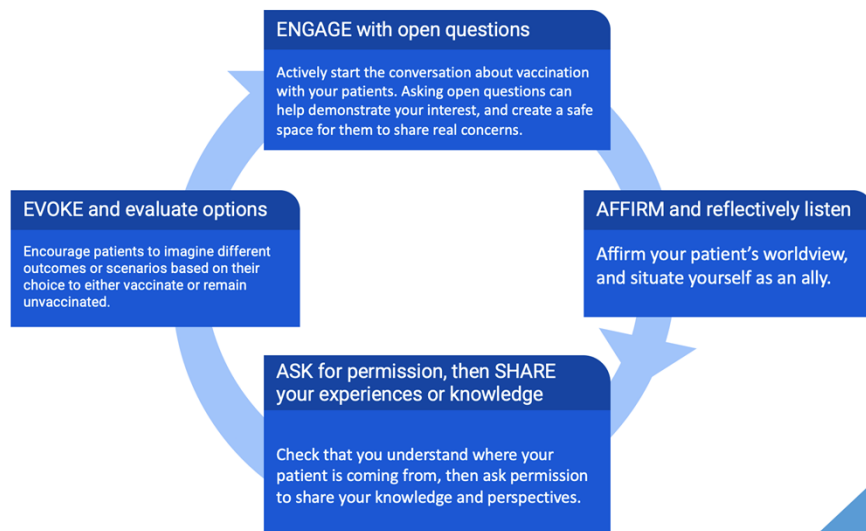 ENGAGE with open questions
Actively start the conversation about vaccination
with your patients. Asking open questions can
help demonstrate your interest, and create a safe
space for them to share real concerns.
AFFIRM and reflectively listen
Affirm your patient's worldview,
and situate yourself as an ally.
ASK for permission, then SHARE
your experiences or knowledge
Check that you understand where your
patient is coming from, then ask permission
to share your knowledge and perspectives.
EVOKE and evaluate options
Encourage patients to imagine different
outcomes or scenarios based on their
choice to either vaccinate or remain
unvaccinated.